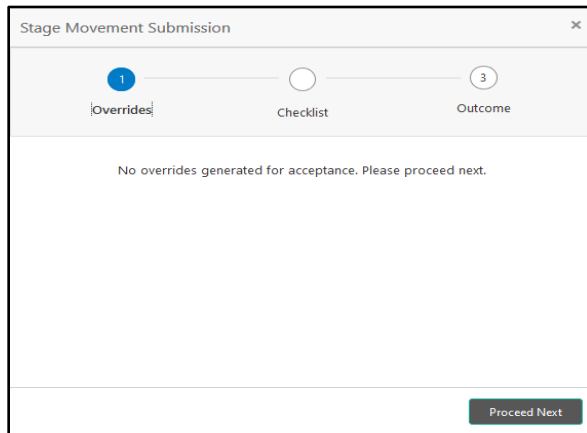 Stage Movement Submission ×
1
3
Overrides
Checklist
Outcome
No overrides generated for acceptance. Please proceed next.
Proceed Next